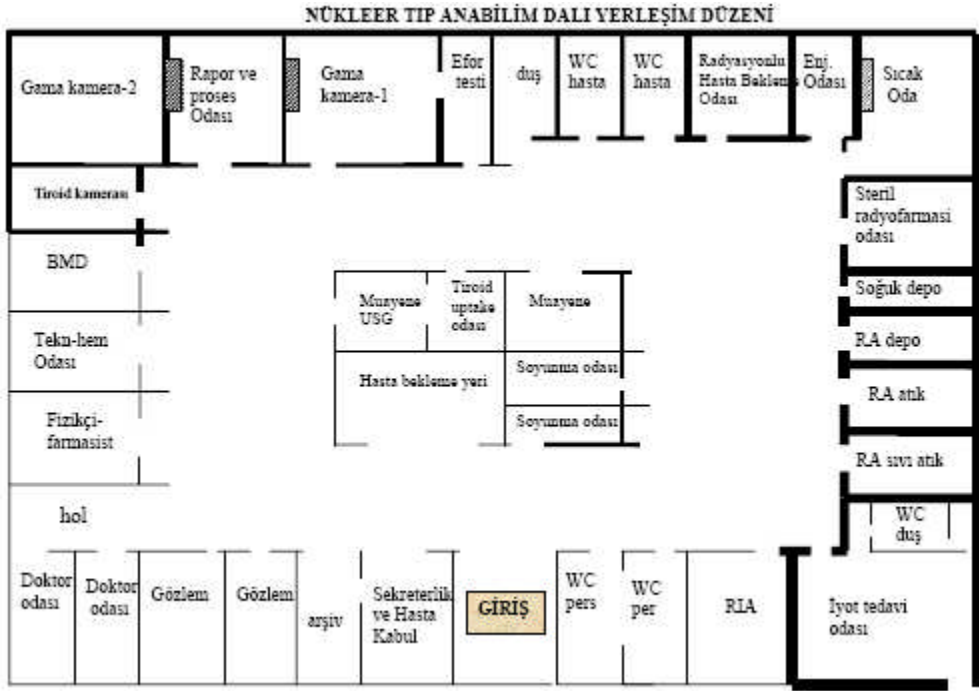 NÜKLEER TIP ANABİLİM DALI YERLEŞİM DÜZENİ
Gama kamera-2
Rapor ve
proses
Odası
Gama
kamera-1
Efor
testi
duş
WC
hasta
WC
hasta
Radyasyonlu
Hasta Bekleme
Odası
Enj.
Odası
Sıcak
Oda
Tiroid kamerası
Steril
radyofarmasi
odası
BMD
Soğuk depo
Muayene
USG
Tiroid
uptake
odası
Muayene
Tekn-hem
Odası
RA depo
Hasta bekleme yeri
Soyunma odası
RA atık
Fizikçi-
farmasist
Soyunma odası
RA sıvı atık
hol
WC
duş
Doktor
odası
Doktor
odası
Gözlem
Gözlem
arşiv
Sekreterlik
ve Hasta
Kabul
GİRİŞ
WC
pers
WC
per
RIA
Iyot tedavi
odası